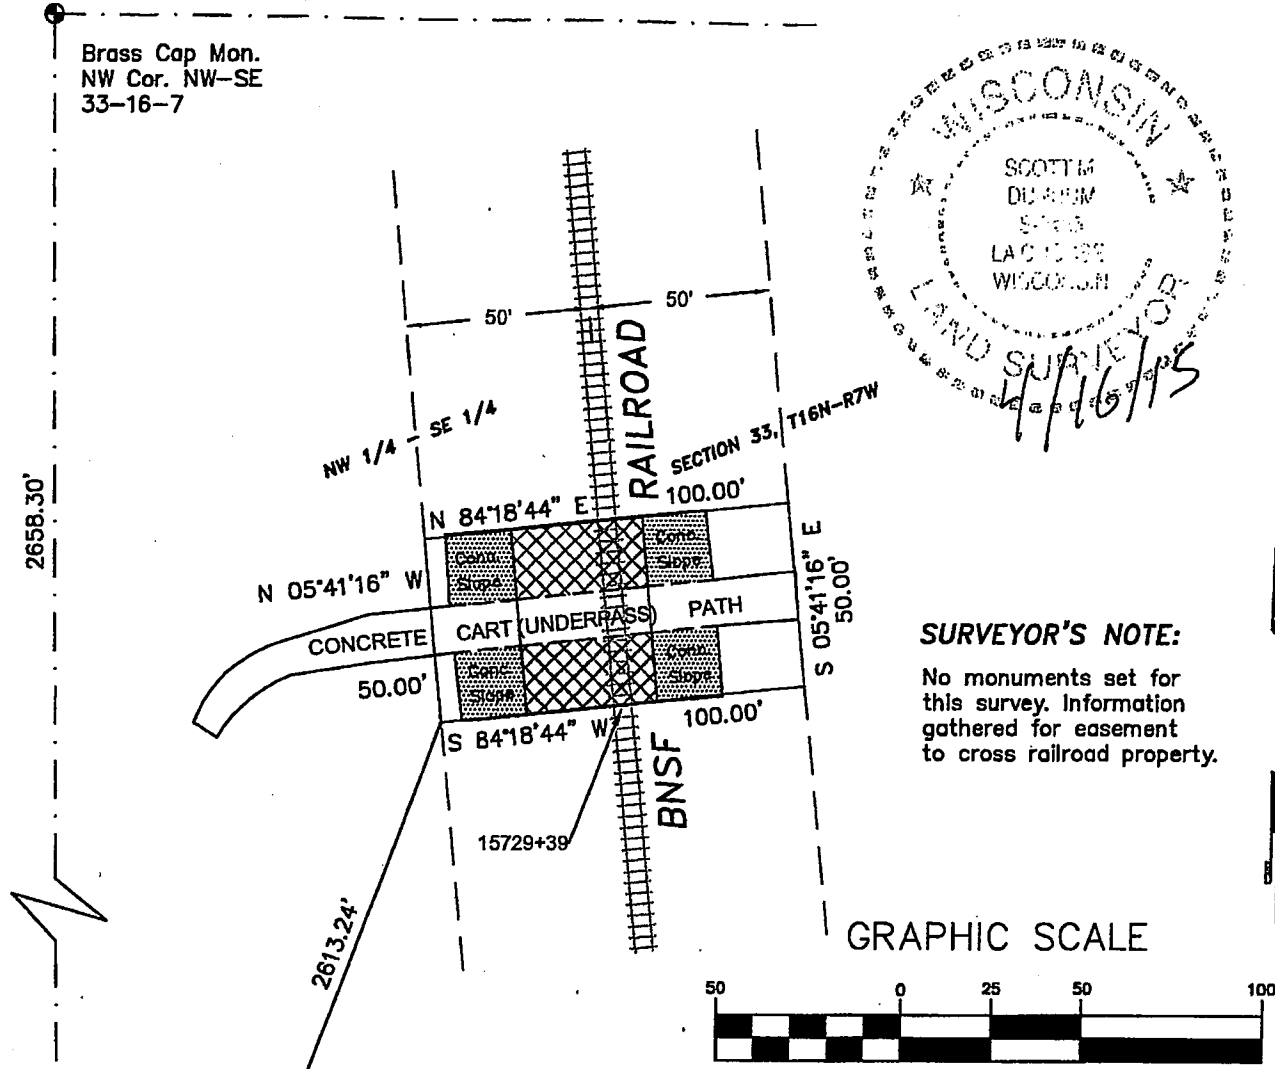 Brass Cap Mon.
NW Cor. NW-SE
33-16-7
WISCONSIN
SCOTT M
WISCONSIN
LAND SURVEYOR
4/16/15
50'
50'
RAILROAD
NW 1/4 - SE 1/4
SECTION 33, T16N-R7W
2658.30'
N 84°18'44" E
100.00'
Conc. Slope
Conc. Slope
N 05°41'16" W
50.00'
S 05°41'16" E
50.00'
CONCRETE CART (UNDERPASS) PATH
Conc. Slope
Conc. Slope
S 84°18'44" W
100.00'
BNSF
15729+39
2613.24'
SURVEYOR'S NOTE:
No monuments set for
this survey. Information
gathered for easement
to cross railroad property.
GRAPHIC SCALE
50 0 25 50 100